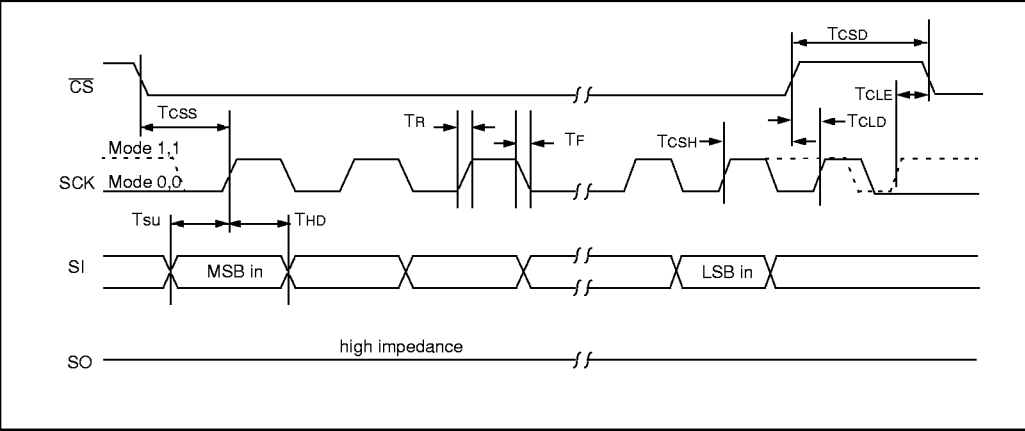 TCSD
CS
TCLE
TCSS
TR
TF
TCSH
TCLD
Mode 1,1
SCK
Mode 0,0
Tsu
THD
SI
MSB in
LSB in
high impedance
SO